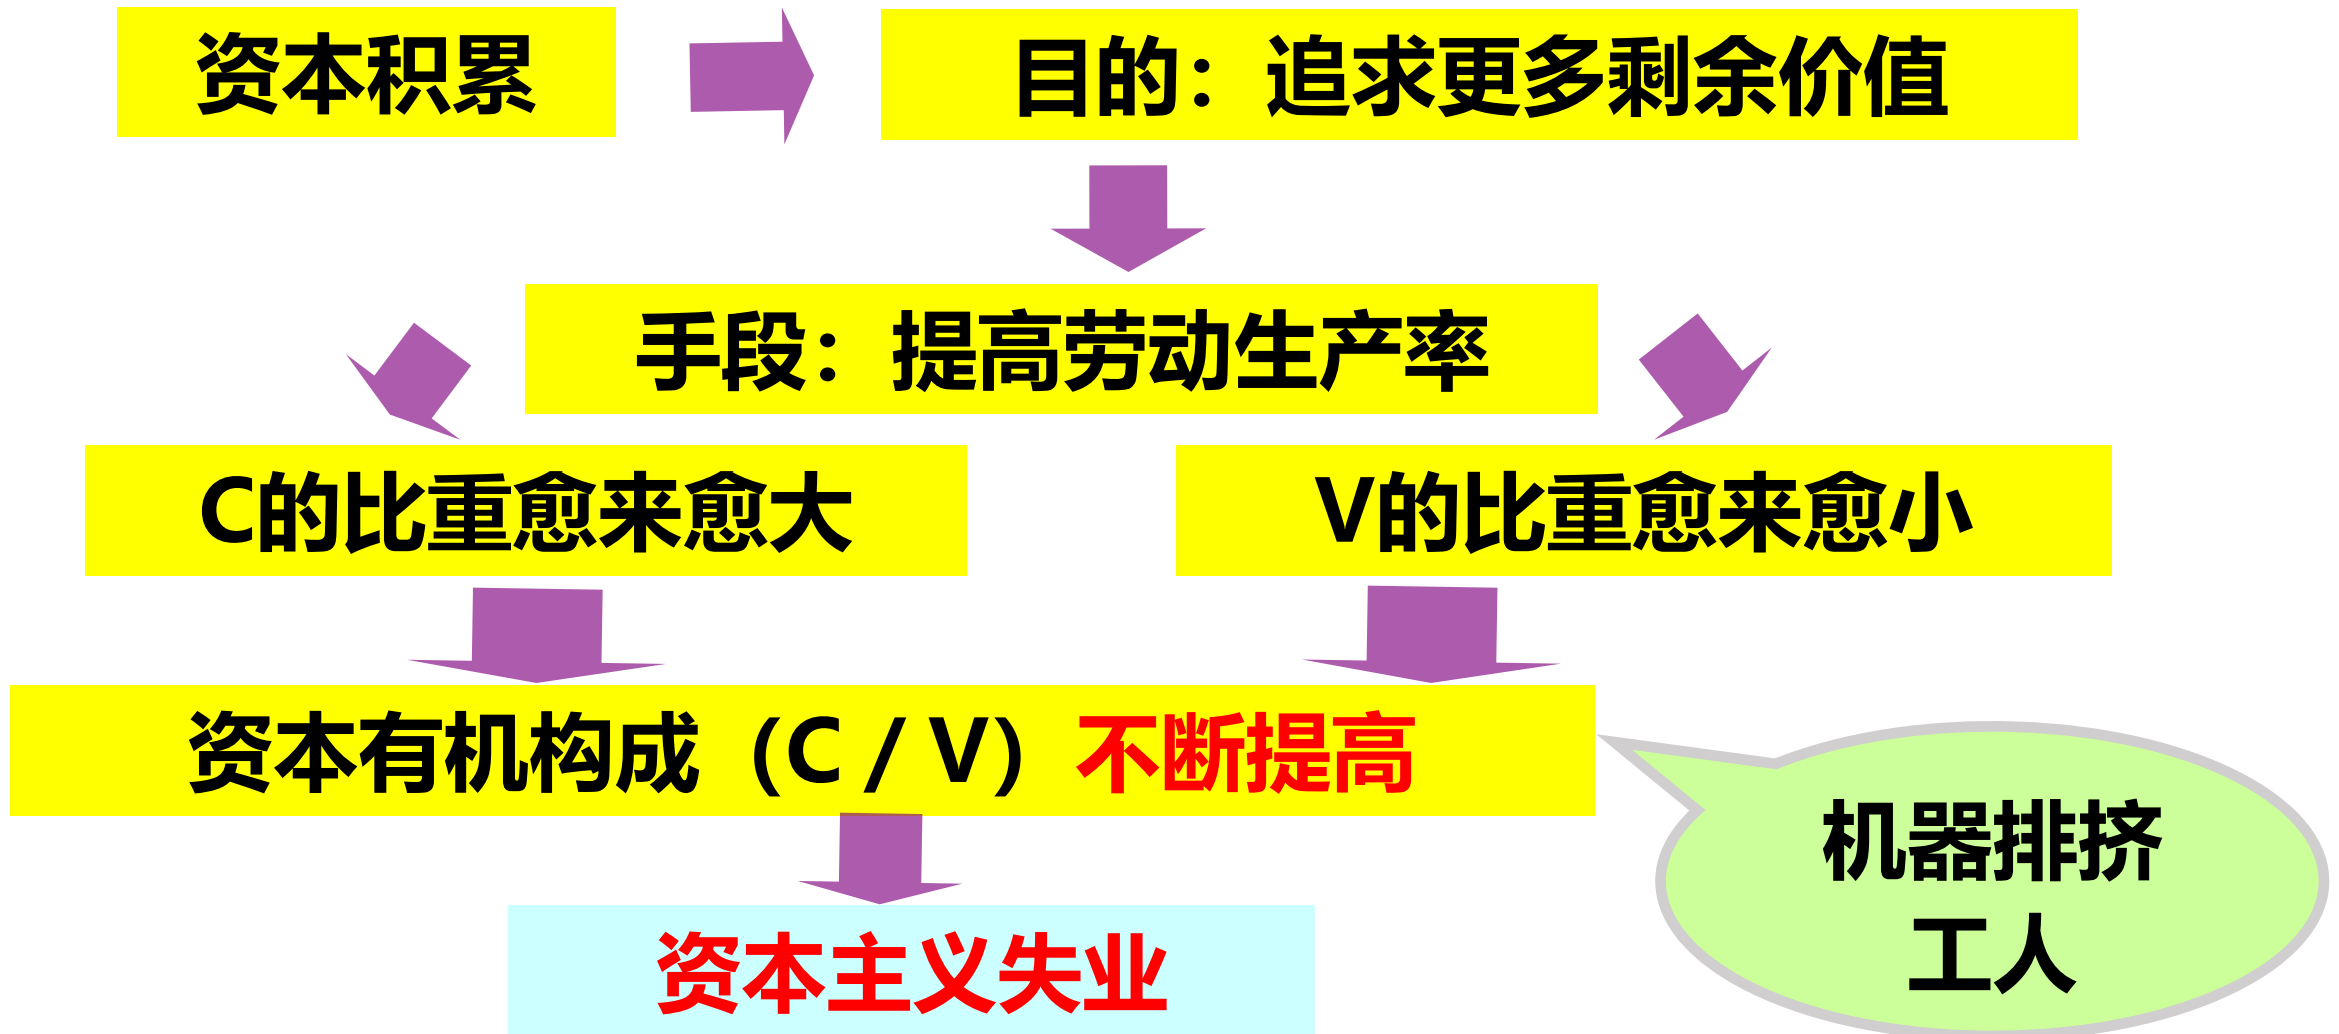 资本积累
目的：追求更多剩余价值
手段：提高劳动生产率
C的比重愈来愈大
V的比重愈来愈小
资本有机构成（C / V）不断提高
机器排挤
工人
资本主义失业